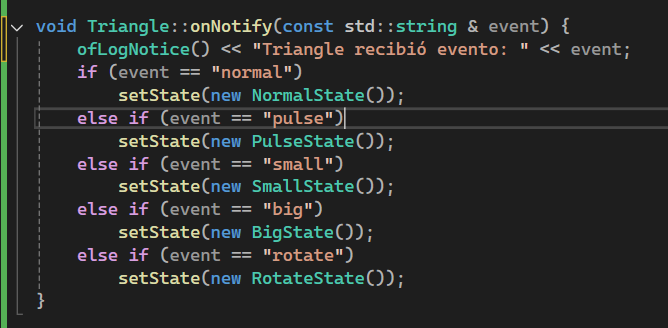 void Triangle::onNotify(const std::string & event) {
    ofLogNotice() << "Triangle recibió evento: " << event;
    if (event == "normal")
        setState(new NormalState());
    else if (event == "pulse")
        setState(new PulseState());
    else if (event == "small")
        setState(new SmallState());
    else if (event == "big")
        setState(new BigState());
    else if (event == "rotate")
        setState(new RotateState());
}